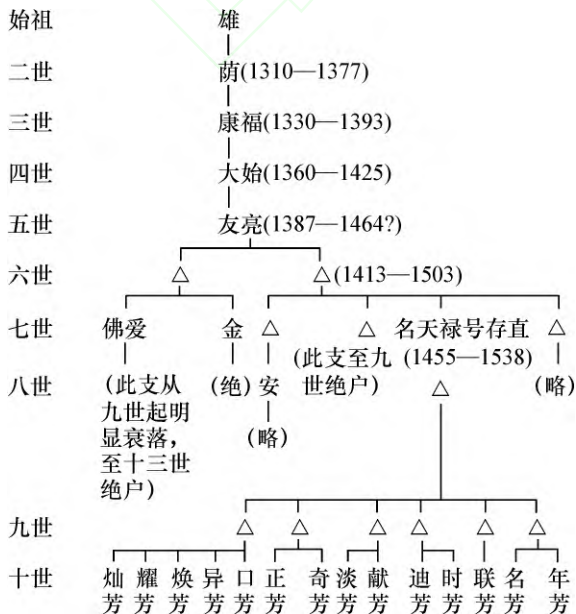 始祖 雄
二世 荫(1310—1377)
三世 康福(1330—1393)
四世 大始(1360—1425)
五世 友亮(1387—1464?)
六世 △ △(1413—1503)
七世 佛爱 金 △ △ 名天禄号存直 △
(此支至九 (1455—1538)
八世 (此支从 (绝) 安 世绝户) △ (略)
九世起明
显衰落， (略)
至十三世
绝户)
九世 △ △ △ △ △ △
十世 灿 耀 焕 异 口 正 奇 淡 献 迪 时 联 名 年
芳 芳 芳 芳 芳 芳 芳 芳 芳 芳 芳 芳 芳 芳